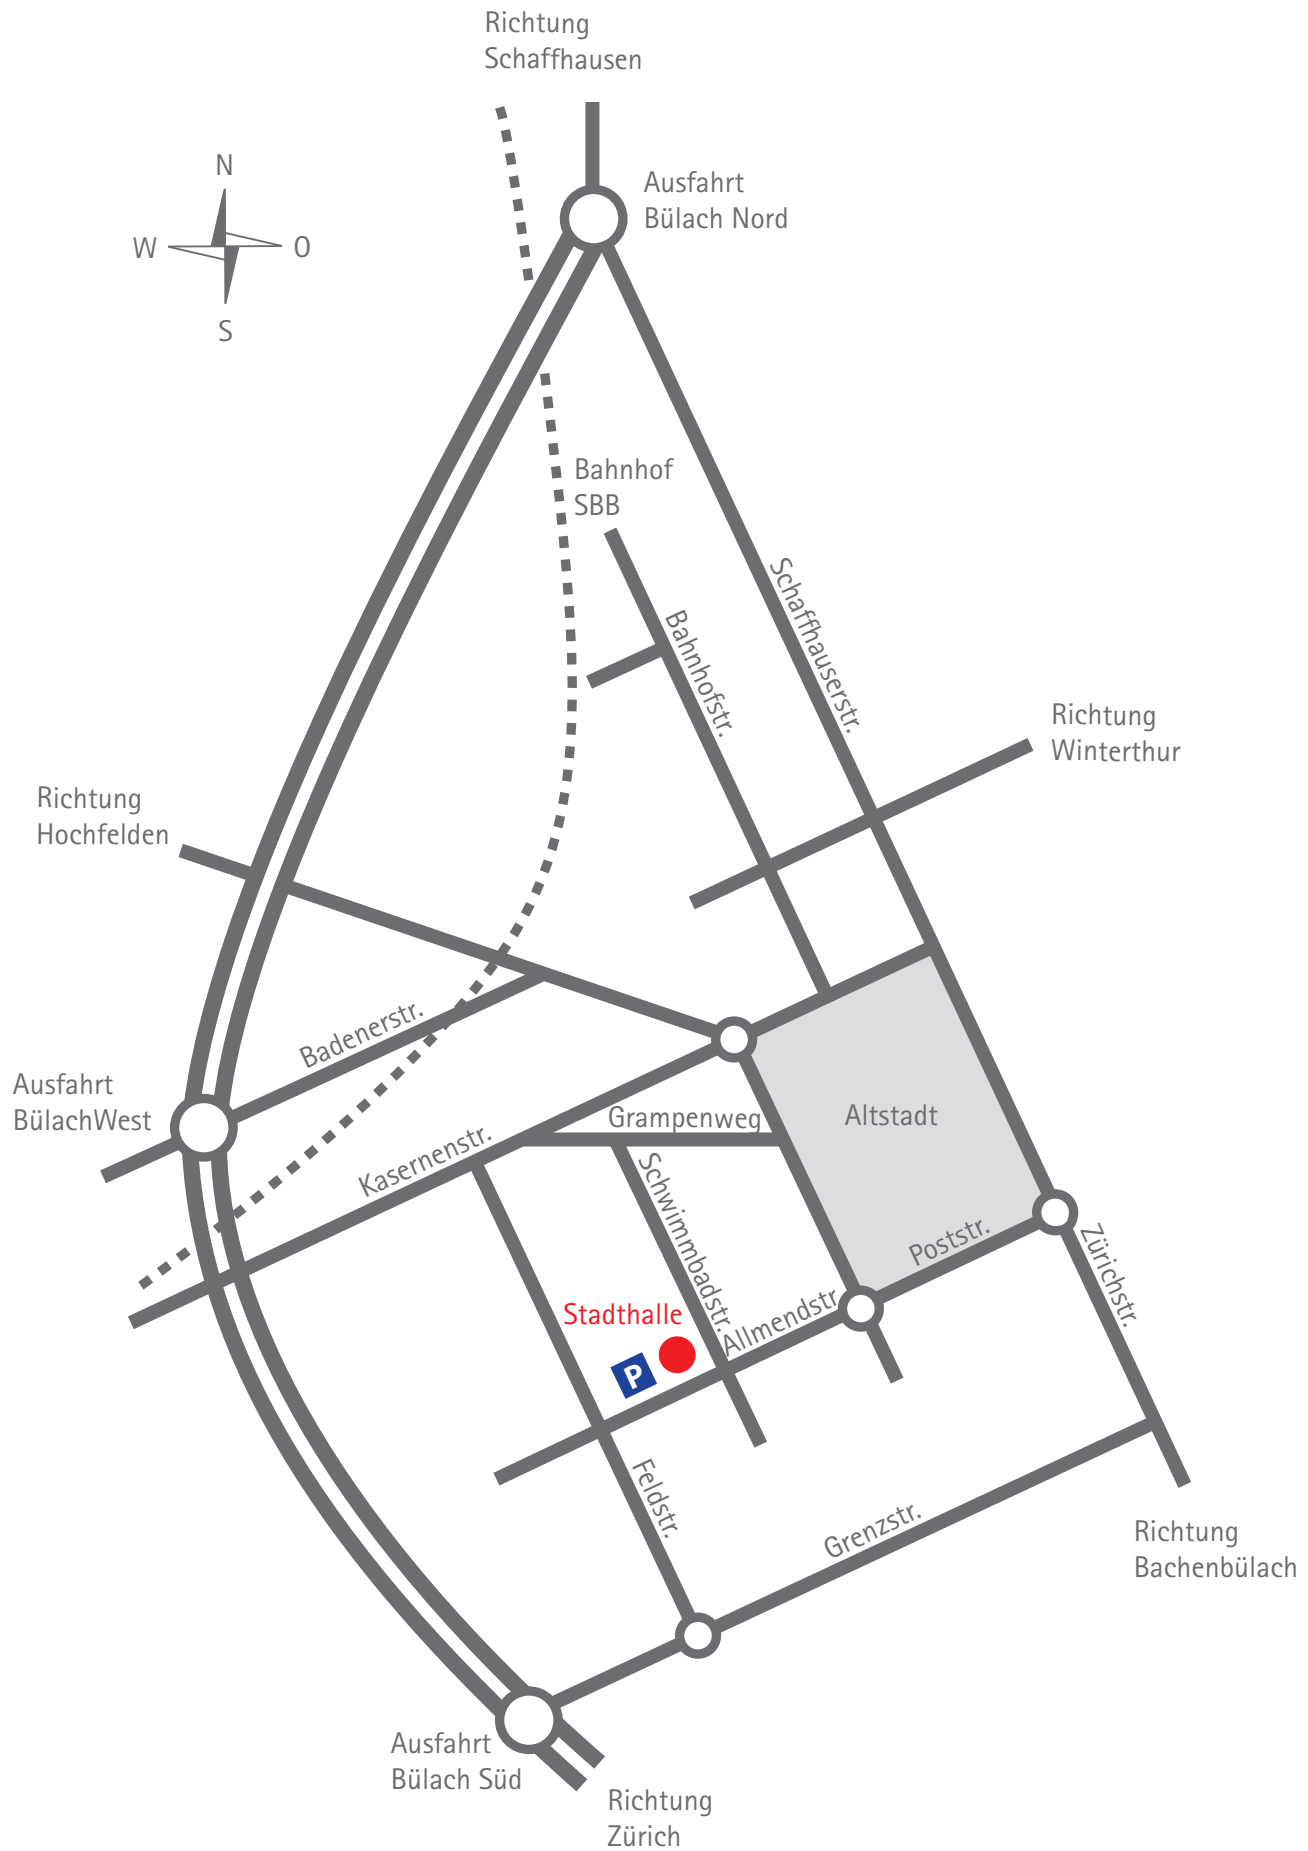 Richtung
Schaffhausen
N
W
O
S
Ausfahrt
Bülach Nord
Bahnhof
SBB
Schaffhauserstr.
Bahnhofstr.
Richtung
Winterthur
Richtung
Hochfelden
Badenerstr.
Ausfahrt
BülachWest
Grampenweg
Altstadt
Kasernenstr.
Schwimmbadstr.
Poststr.
Zürichstr.
Stadthalle
Allmendstr.
P
Feldstr.
Grenzstr.
Richtung
Bachenbülach
Ausfahrt
Bülach Süd
Richtung
Zürich